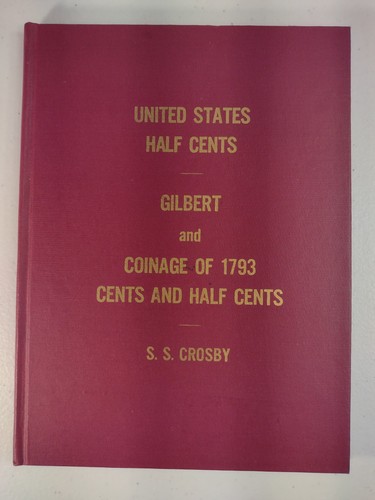 UNITED STATES
HALF CENTS
GILBERT
and
COINAGE OF 1793
CENTS AND HALF CENTS
S. S. CROSBY